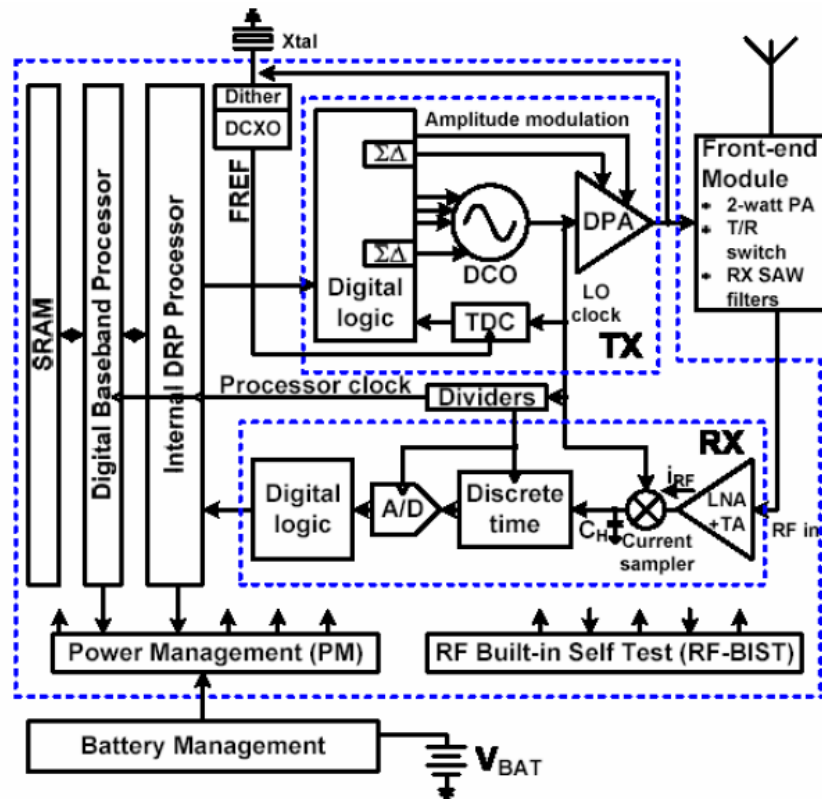 Xtal
Dither
DCXO
FREF
SRAM
Digital Baseband Processor
Internal DRP Processor
Amplitude modulation
ΣΔ
ΣΔ
Digital
logic
DCO
DPA
LO
clock
TDC
TX
Front-end
Module
2-watt PA
T/R
switch
RX SAW
filters
Processor clock
Dividers
RX
Digital
logic
A/D
Discrete
time
CH
Current
sampler
iRF
LNA
+TA
RF in
Power Management (PM)
RF Built-in Self Test (RF-BIST)
Battery Management
VBAT